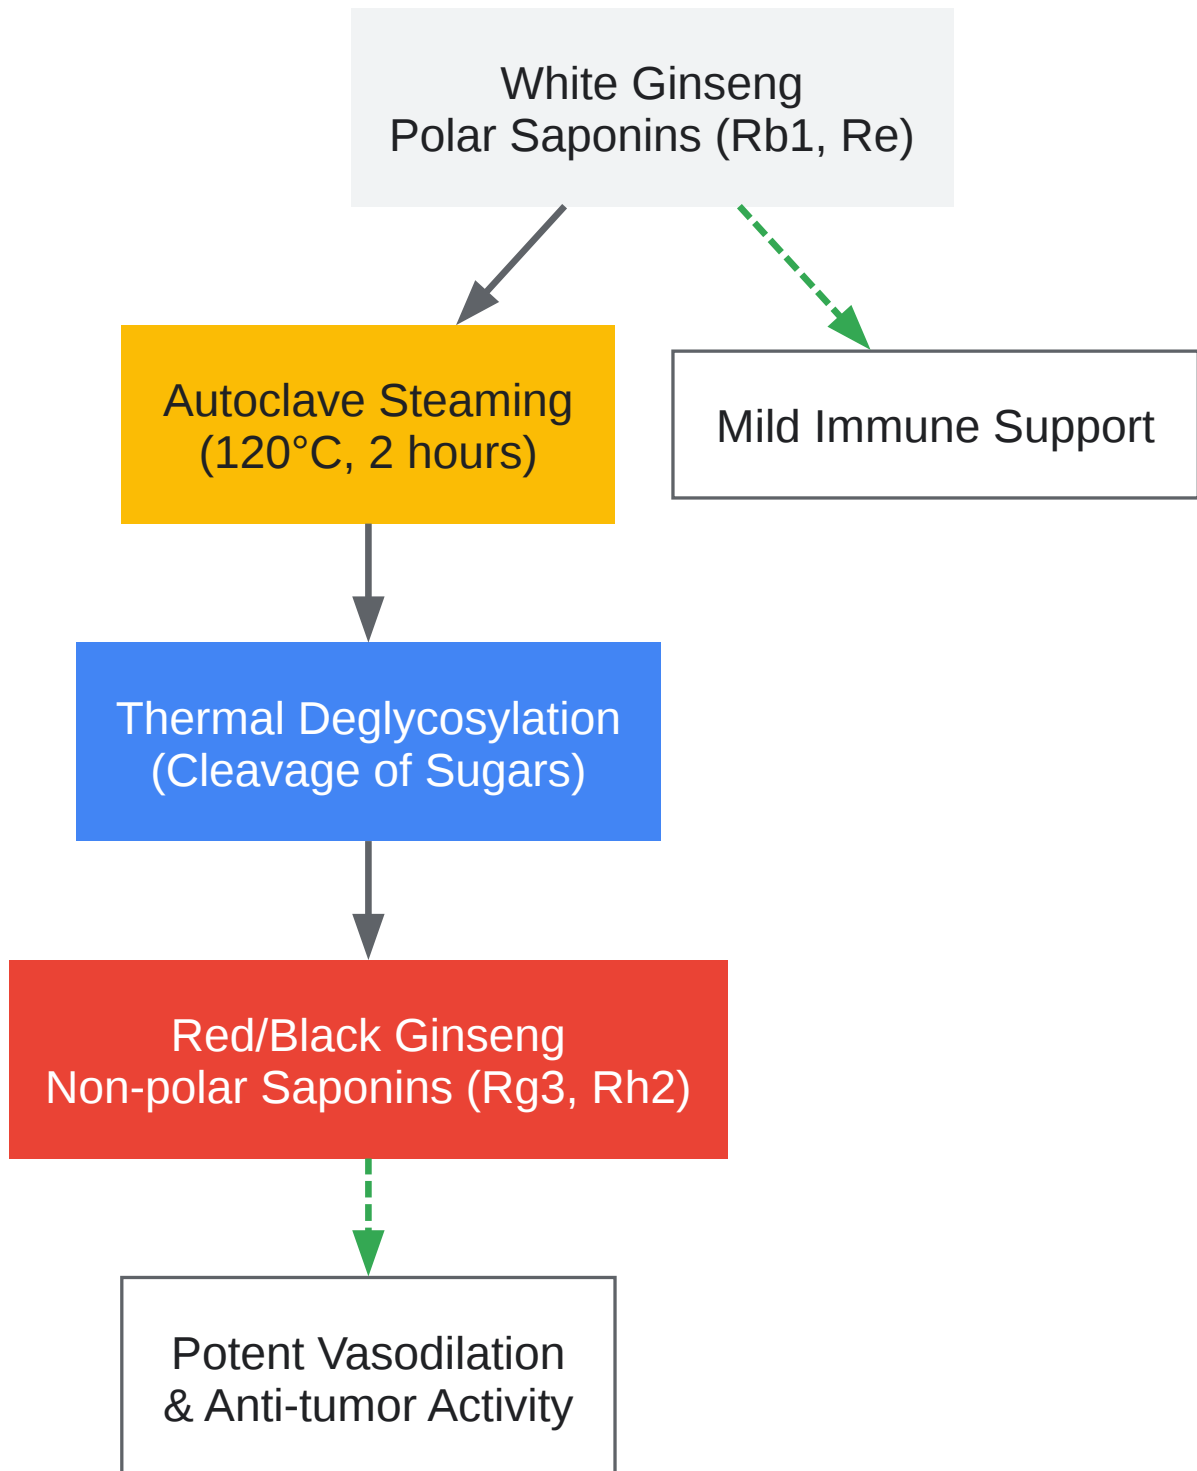 White Ginseng
Polar Saponins (Rb1, Re)
Autoclave Steaming
(120°C, 2 hours)
Mild Immune Support
Thermal Deglycosylation
(Cleavage of Sugars)
Red/Black Ginseng
Non-polar Saponins (Rg3, Rh2)
Potent Vasodilation
& Anti-tumor Activity